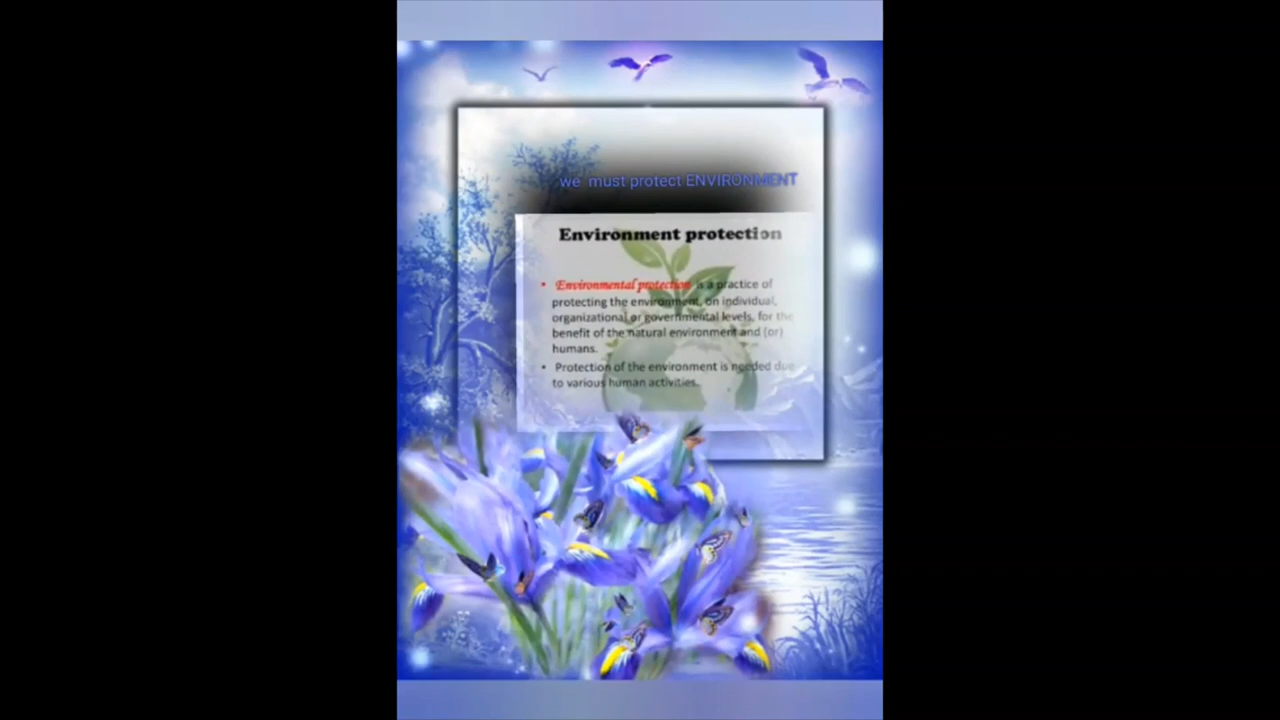 we must protect ENVIRONMENT
Environment protection
• Environmental protection is a practice of
protecting the environment, on individual,
organizational or governmental levels, for the
benefit of the natural environment and (or)
humans.
• Protection of the environment is needed due
to various human activities.